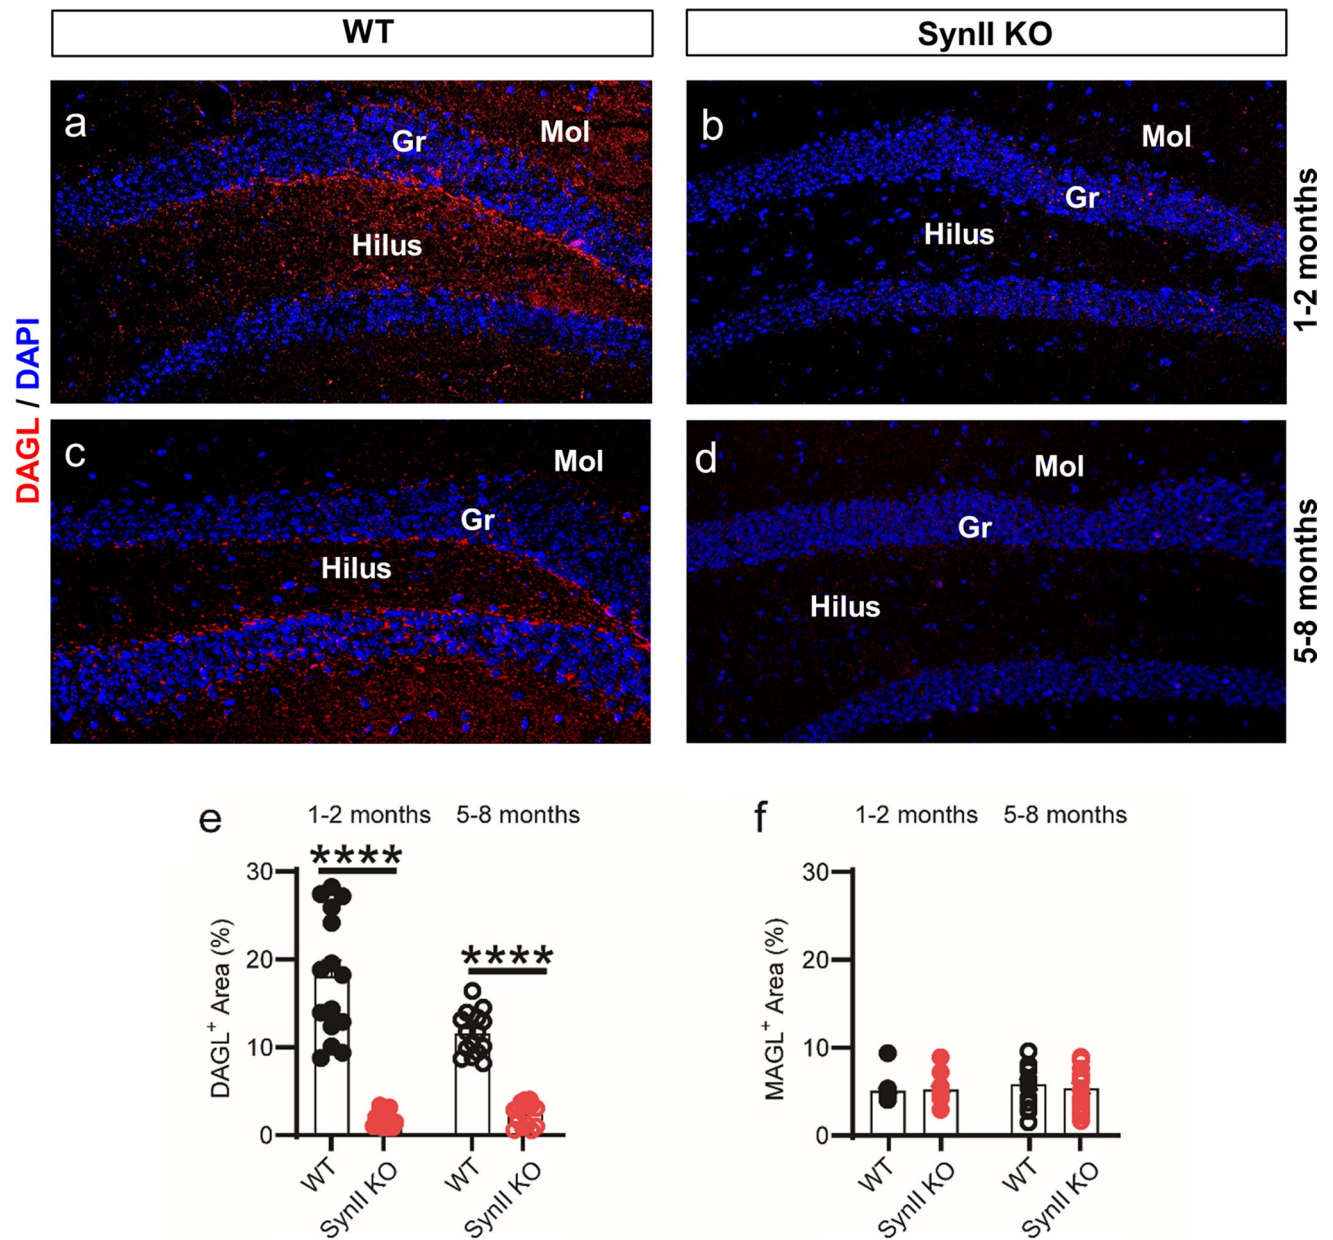 WT
SynII KO
a
Gr
Mol
Hilus
b
Mol
Gr
Hilus
1-2 months
DAGL / DAPI
c
Mol
Gr
Hilus
d
Mol
Gr
Hilus
5-8 months
e
1-2 months 5-8 months
****
****
DAGL⁺ Area (%)
30
20
10
0
WT
SynII KO
WT
SynII KO
f
1-2 months 5-8 months
MAGL⁺ Area (%)
30
20
10
0
WT
SynII KO
WT
SynII KO